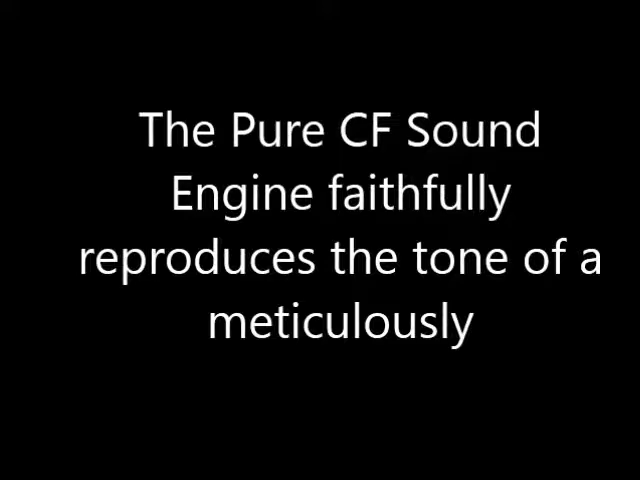 The Pure CF Sound
Engine faithfully
reproduces the tone of a
meticulously